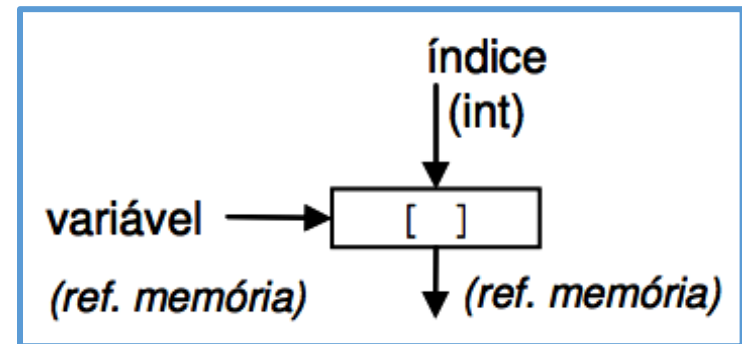 índice
(int)
variável
[ ]
(ref. memória)
(ref. memória)